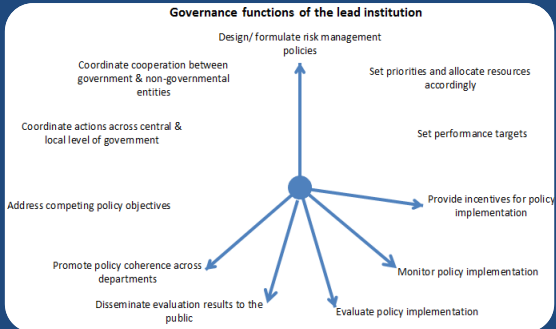 Governance functions of the lead institution
Design/ formulate risk management
policies
Coordinate cooperation between
government & non-governmental
entities
Set priorities and allocate resources
accordingly
Coordinate actions across central &
local level of government
Set performance targets
Address competing policy objectives
Provide incentives for policy
implementation
Promote policy coherence across
departments
Monitor policy implementation
Disseminate evaluation results to the
public
Evaluate policy implementation